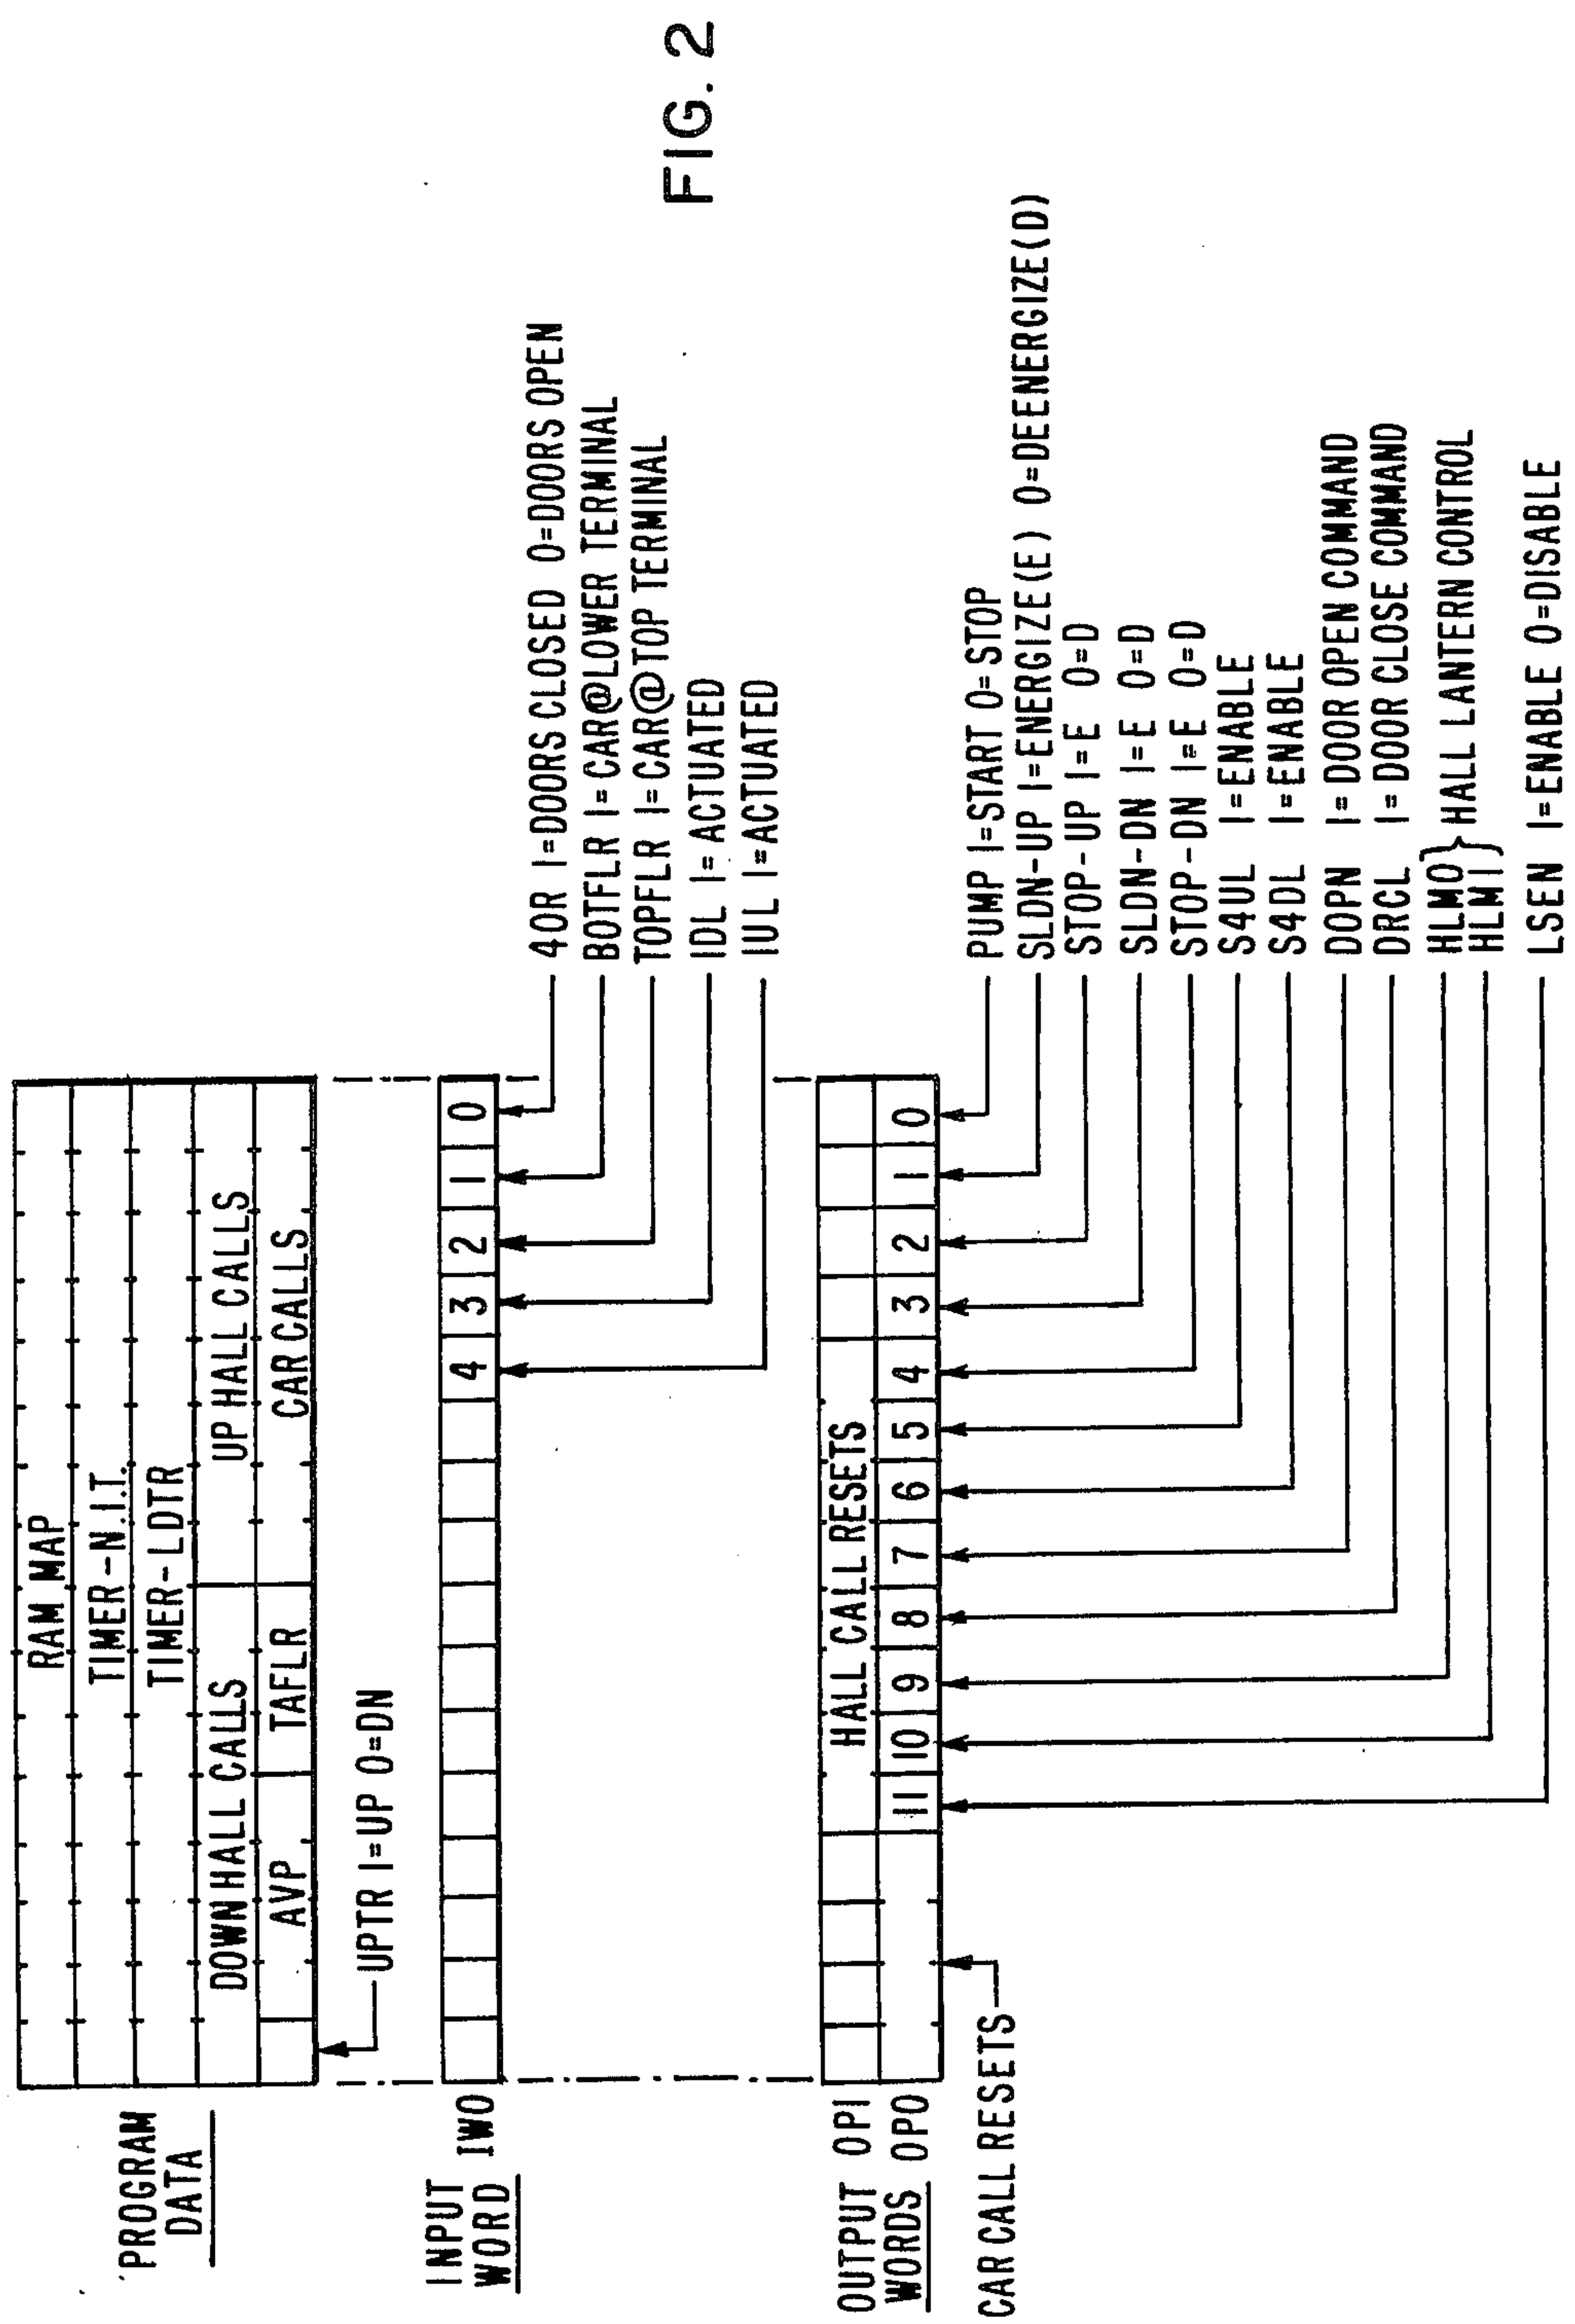 PROGRAM
DATA
RAM MAP
TIMER-N.I.T.
TIMER-LDTR
DOWN HALL CALLS UP HALL CALLS
AVP TAFLR CAR CALLS
UPTR 1=UP 0=DN
INPUT
WORD IW0
4 3 2 1 0
40R 1=DOORS CLOSED 0=DOORS OPEN
BOTFLR 1=CAR@LOWER TERMINAL
TOPFLR 1=CAR@TOP TERMINAL
IDL 1=ACTUATED
IUL 1=ACTUATED
OUTPUT OP1
WORDS OP0
HALL CALL RESETS
11 10 9 8 7 6 5 4 3 2 1 0
CAR CALL RESETS
PUMP 1=START 0=STOP
SLDN-UP 1=ENERGIZE(E) 0=DEENERGIZE(D)
STOP-UP 1=E 0=D
SLDN-DN 1=E 0=D
STOP-DN 1=E 0=D
S4UL 1=ENABLE
S4DL 1=ENABLE
DOPN 1=DOOR OPEN COMMAND
DRCL 1=DOOR CLOSE COMMAND
HLM0
HLM1
} HALL LANTERN CONTROL
LSEN 1=ENABLE 0=DISABLE
FIG. 2